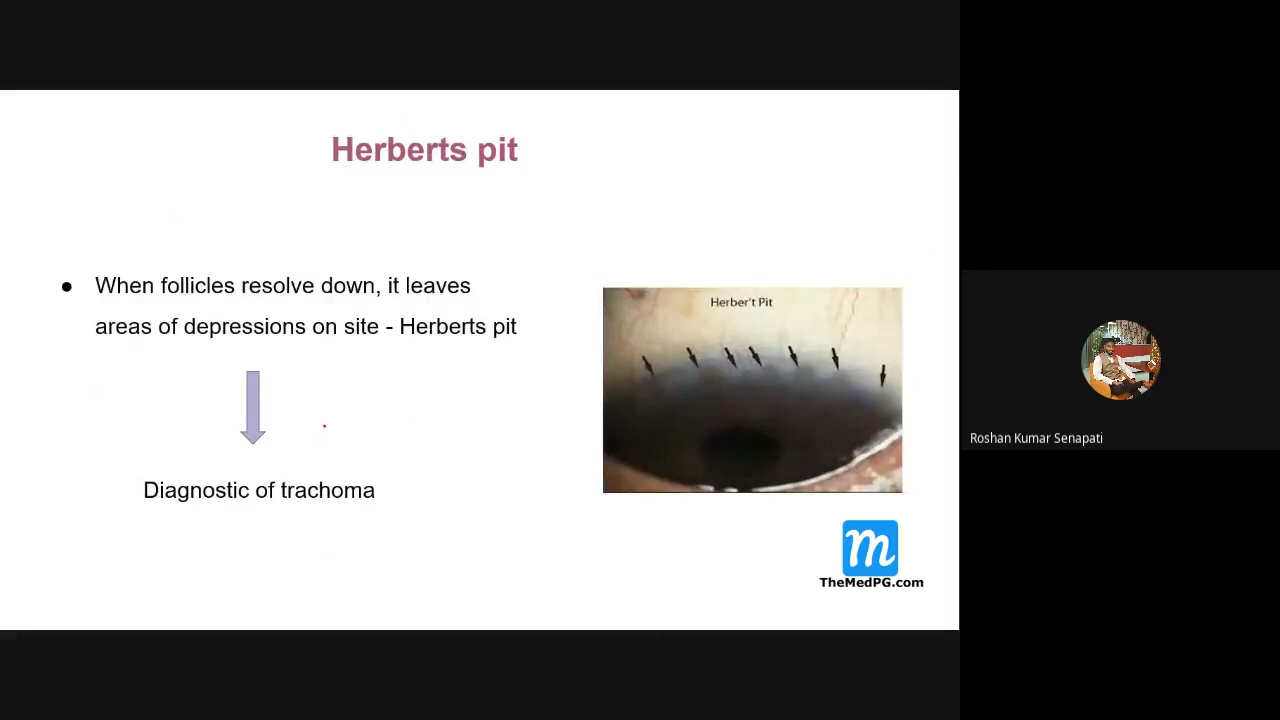 Herberts pit
● When follicles resolve down, it leaves
areas of depressions on site - Herberts pit
Herber't Pit
Diagnostic of trachoma
m
TheMedPG.com
Roshan Kumar Senapati